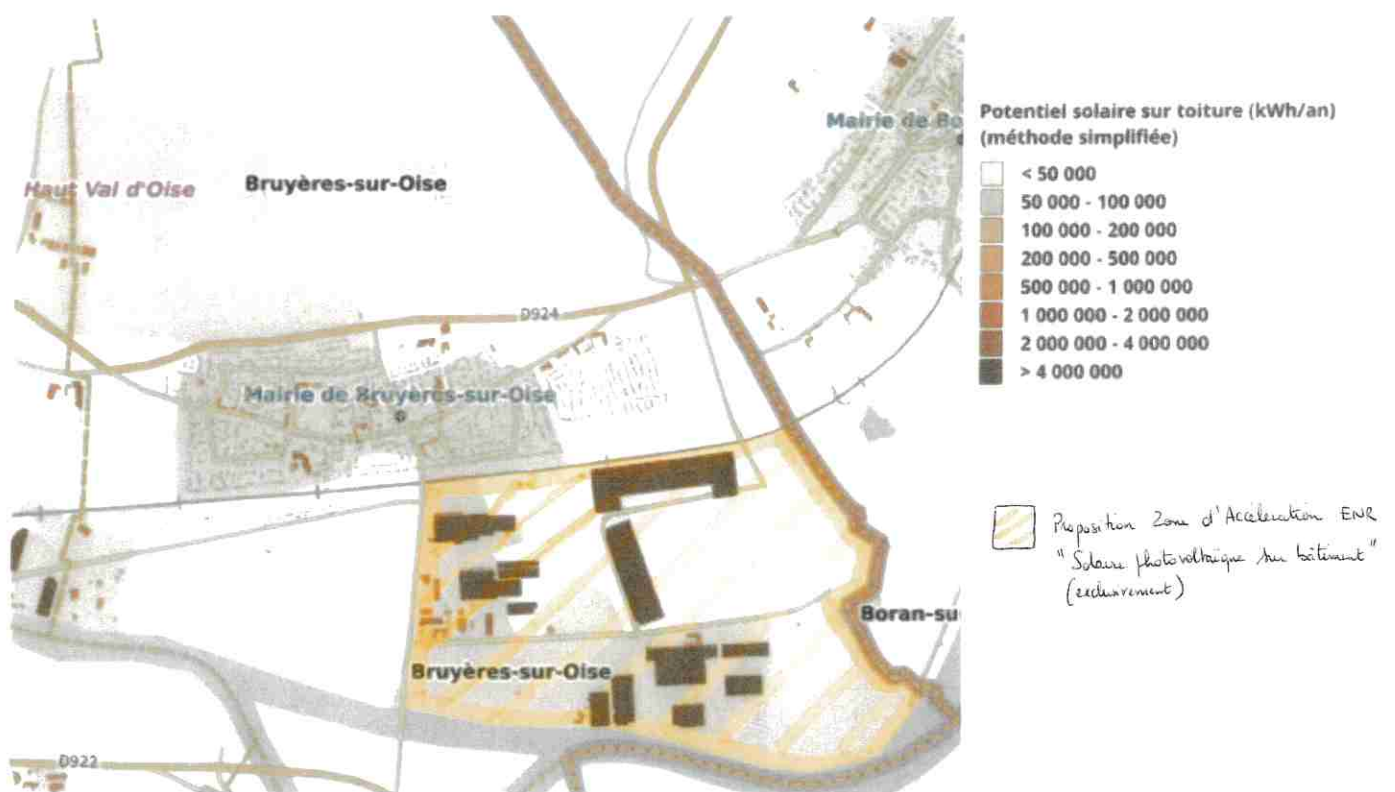 Mairie de Bo
Haut Val d'Oise
Bruyères-sur-Oise
D924
Mairie de Bruyères-sur-Oise
Boran-su
Bruyères-sur-Oise
D922
Potentiel solaire sur toiture (kWh/an)
(méthode simplifiée)
< 50 000
50 000 - 100 000
100 000 - 200 000
200 000 - 500 000
500 000 - 1 000 000
1 000 000 - 2 000 000
2 000 000 - 4 000 000
> 4 000 000
Proposition Zone d'Accéleration ENR
"Solaire photovoltaïque sur bâtiment"
(exclusivement)